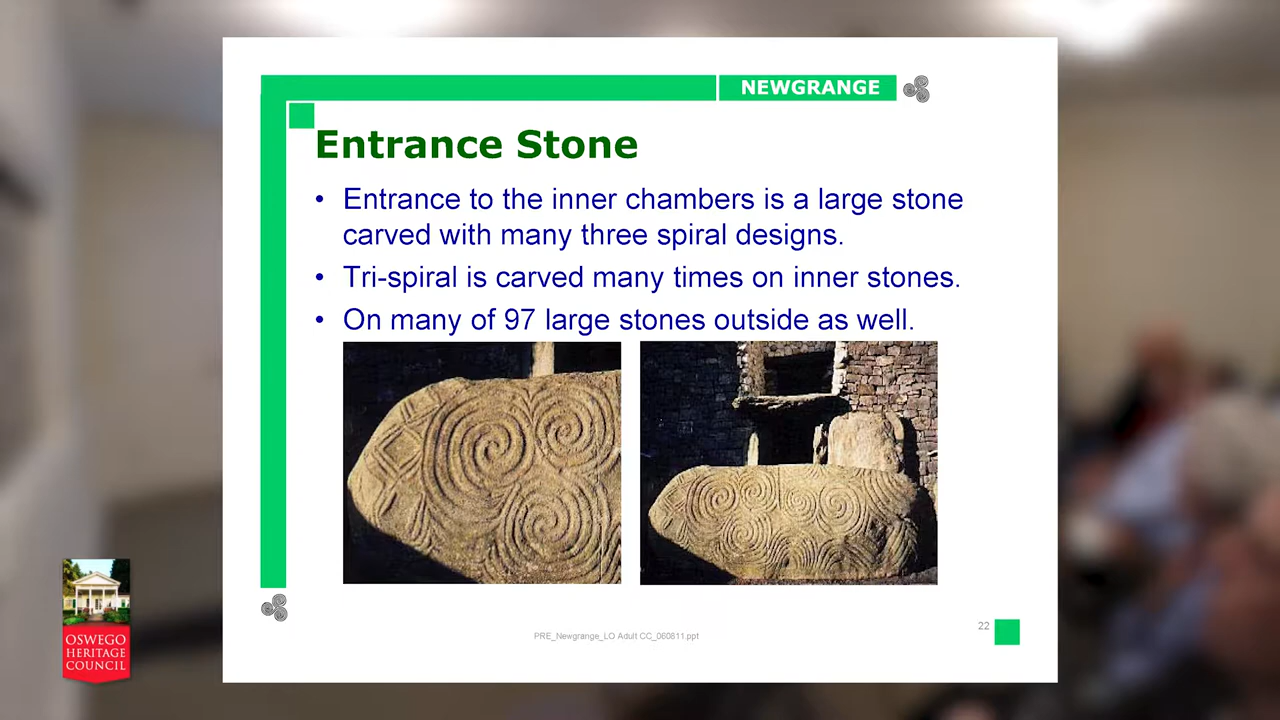 NEWGRANGE
Entrance Stone
• Entrance to the inner chambers is a large stone
carved with many three spiral designs.
• Tri-spiral is carved many times on inner stones.
• On many of 97 large stones outside as well.
OSWEGO
HERITAGE
COUNCIL
PRE_Newgrange_LO Adult CC_060811.ppt
22